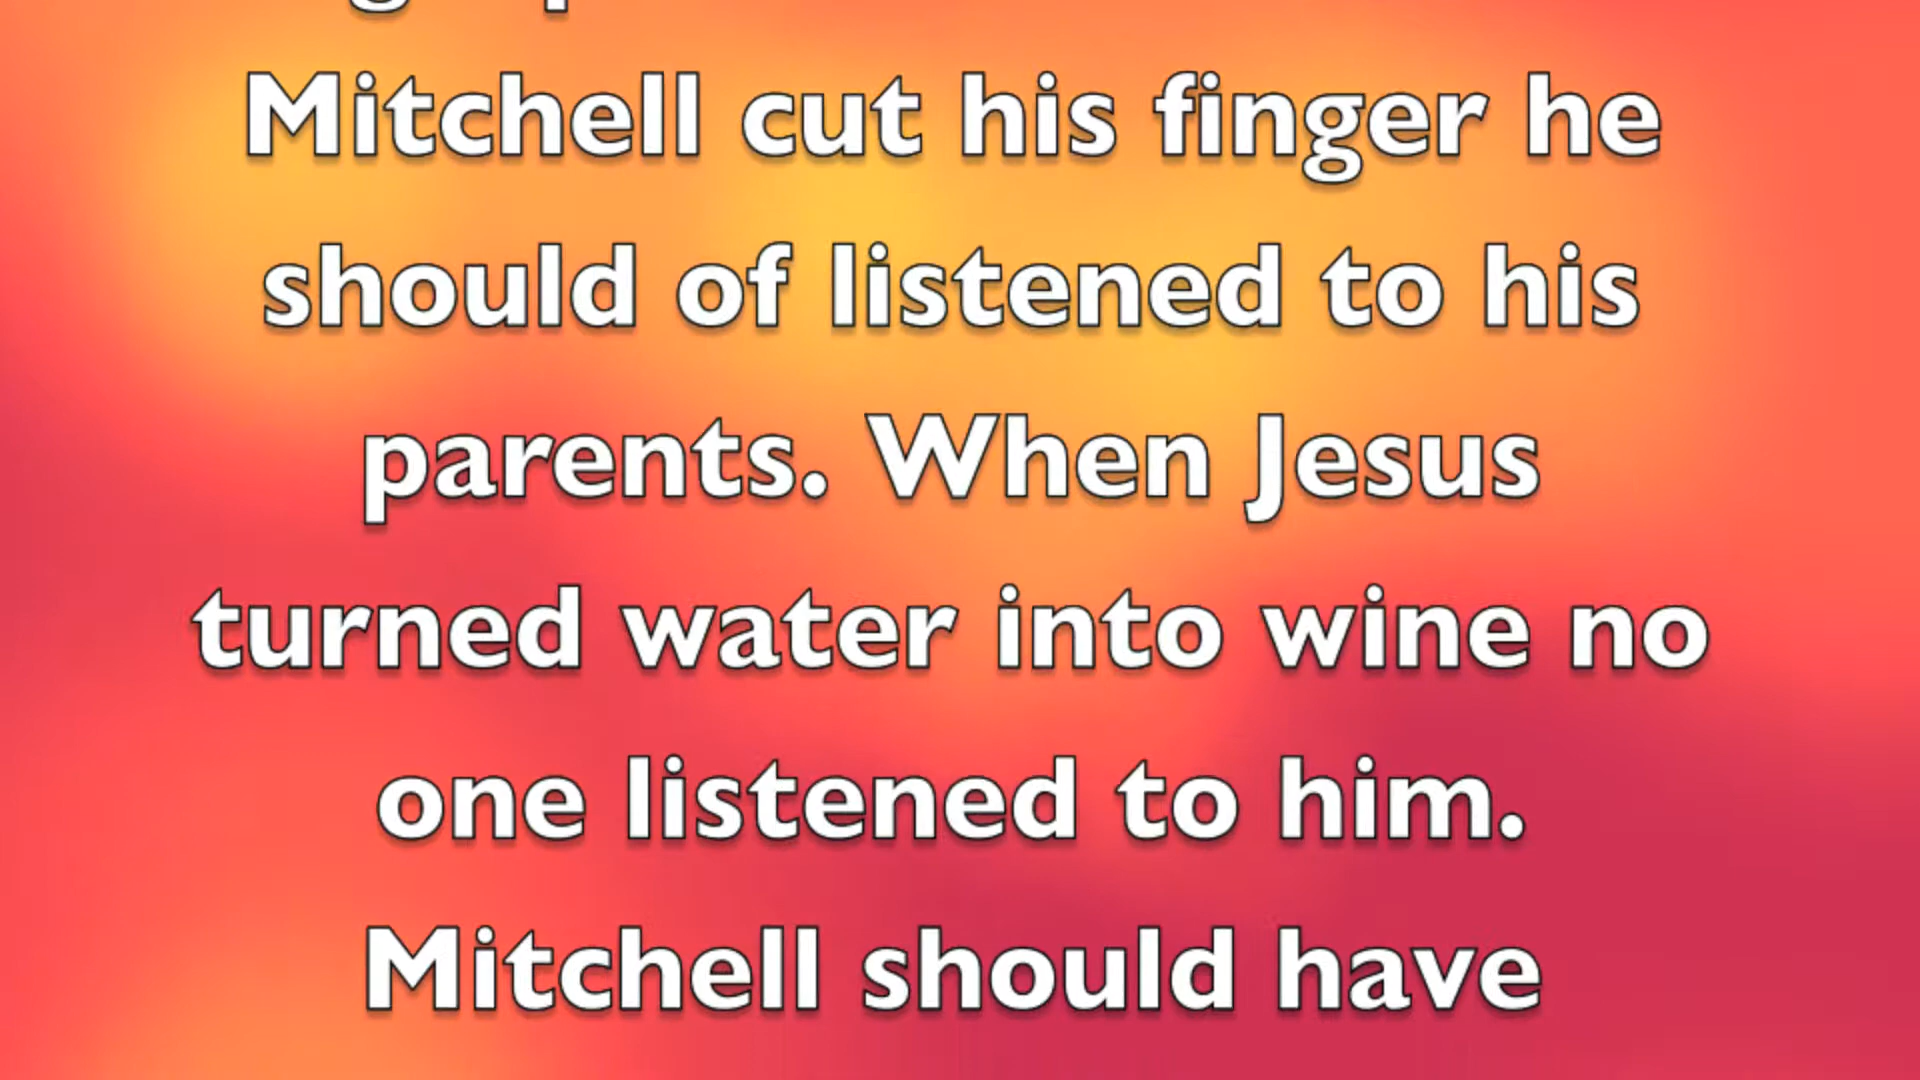 Mitchell cut his finger he
should of listened to his
parents. When Jesus
turned water into wine no
one listened to him.
Mitchell should have